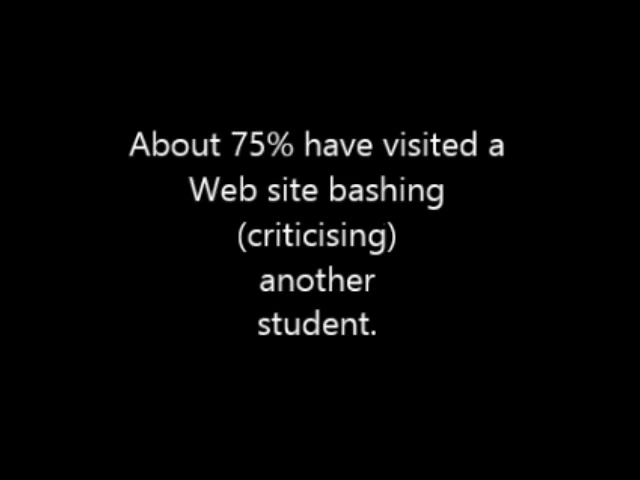 About 75% have visited a
Web site bashing
(criticising)
another
student.